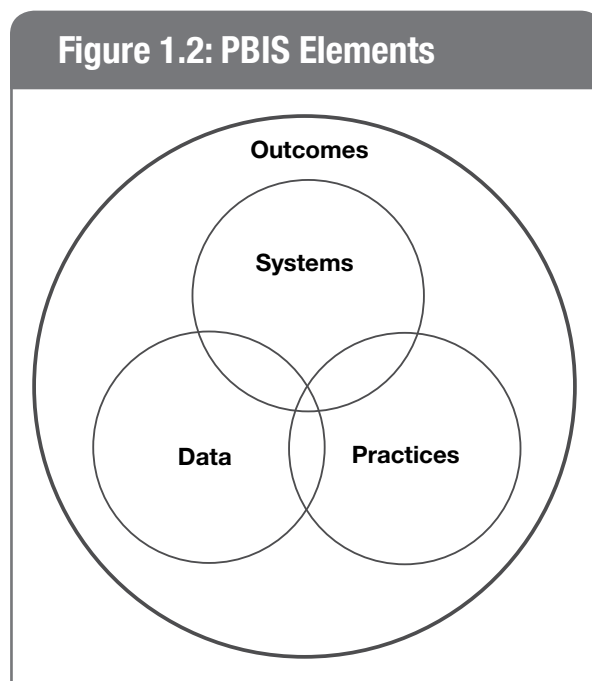 Figure 1.2: PBIS Elements
Outcomes
Systems
Data
Practices